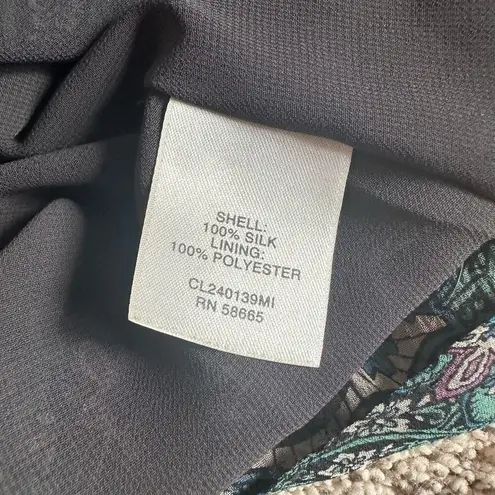 SHELL:
100% SILK
LINING:
100% POLYESTER
CL240139MI
RN 58665